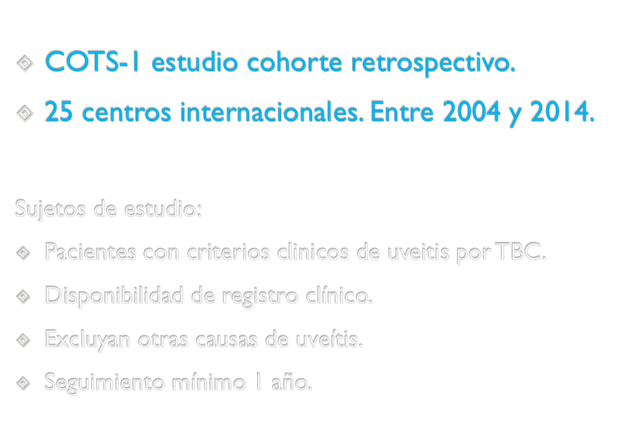 COTS-1 estudio cohorte retrospectivo.
25 centros internacionales. Entre 2004 y 2014.
Sujetos de estudio:
Pacientes con criterios clinicos de uveitis por TBC.
Disponibilidad de registro clínico.
Excluyan otras causas de uveítis.
Seguimiento mínimo 1 año.